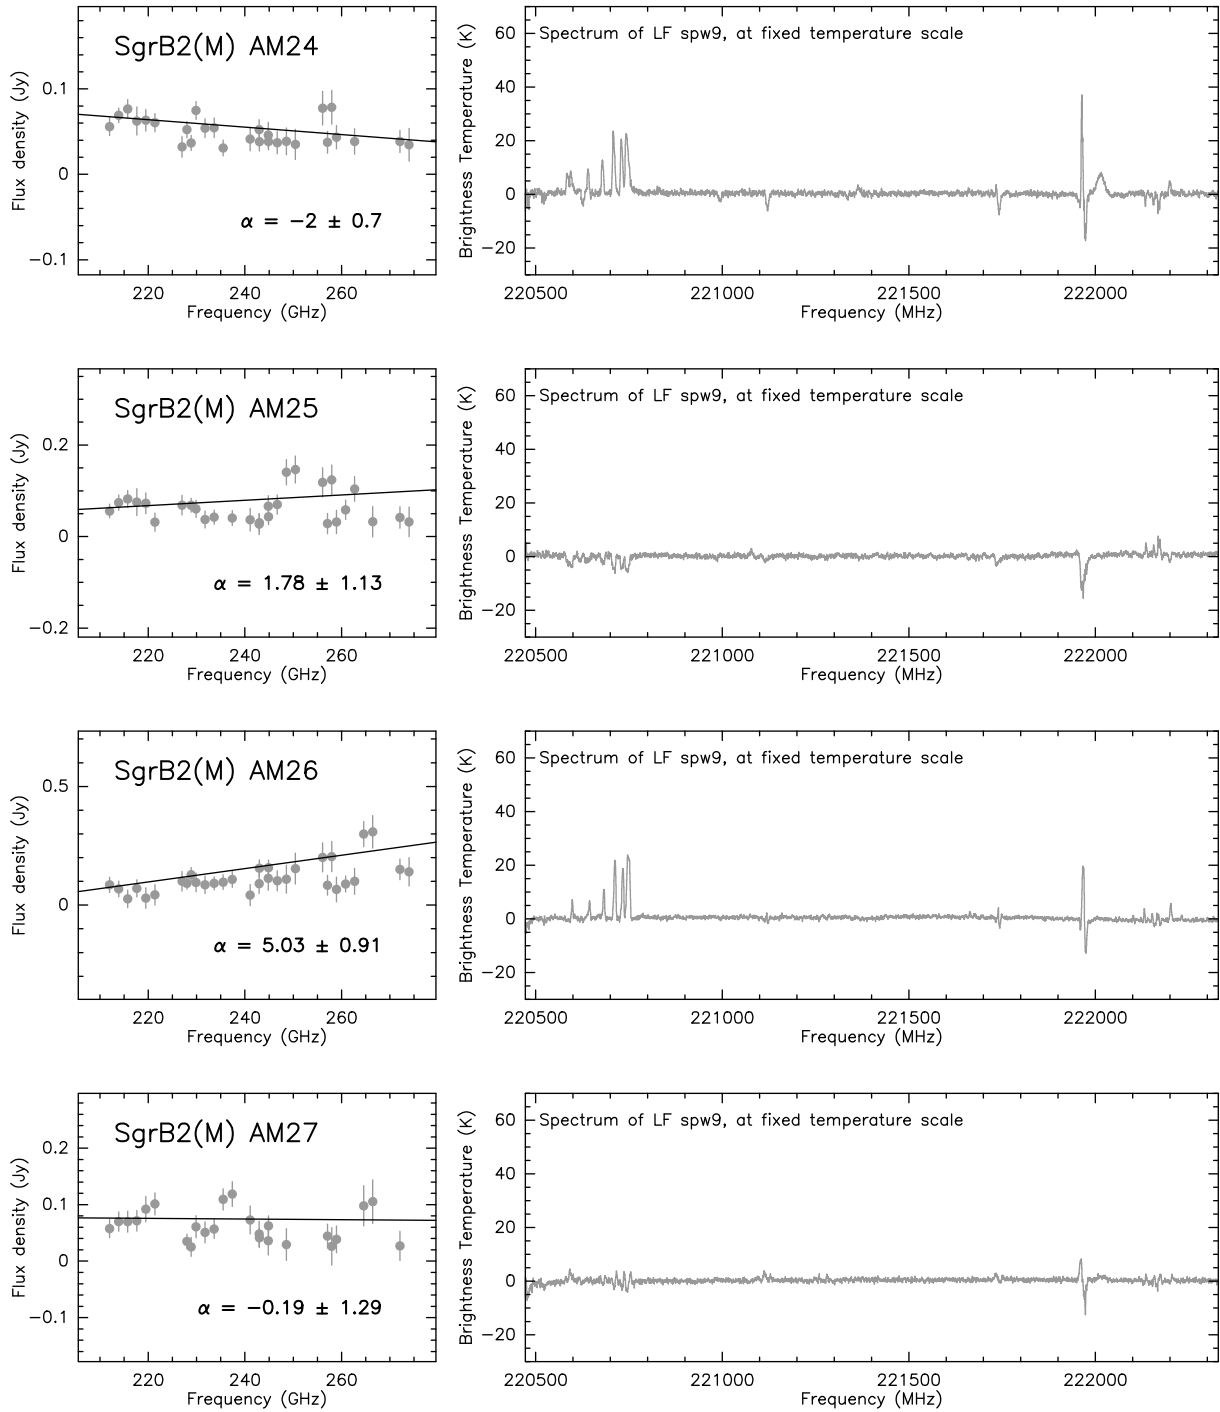 SgrB2(M) AM24
0.1
0
−0.1
Flux density (Jy)
α = −2 ± 0.7
220 240 260
Frequency (GHz)
Spectrum of LF spw9, at fixed temperature scale
60
40
20
0
−20
Brightness Temperature (K)
220500 221000 221500 222000
Frequency (MHz)
SgrB2(M) AM25
0.2
0
−0.2
Flux density (Jy)
α = 1.78 ± 1.13
220 240 260
Frequency (GHz)
Spectrum of LF spw9, at fixed temperature scale
60
40
20
0
−20
Brightness Temperature (K)
220500 221000 221500 222000
Frequency (MHz)
SgrB2(M) AM26
0.5
0
Flux density (Jy)
α = 5.03 ± 0.91
220 240 260
Frequency (GHz)
Spectrum of LF spw9, at fixed temperature scale
60
40
20
0
−20
Brightness Temperature (K)
220500 221000 221500 222000
Frequency (MHz)
SgrB2(M) AM27
0.2
0.1
0
−0.1
Flux density (Jy)
α = −0.19 ± 1.29
220 240 260
Frequency (GHz)
Spectrum of LF spw9, at fixed temperature scale
60
40
20
0
−20
Brightness Temperature (K)
220500 221000 221500 222000
Frequency (MHz)